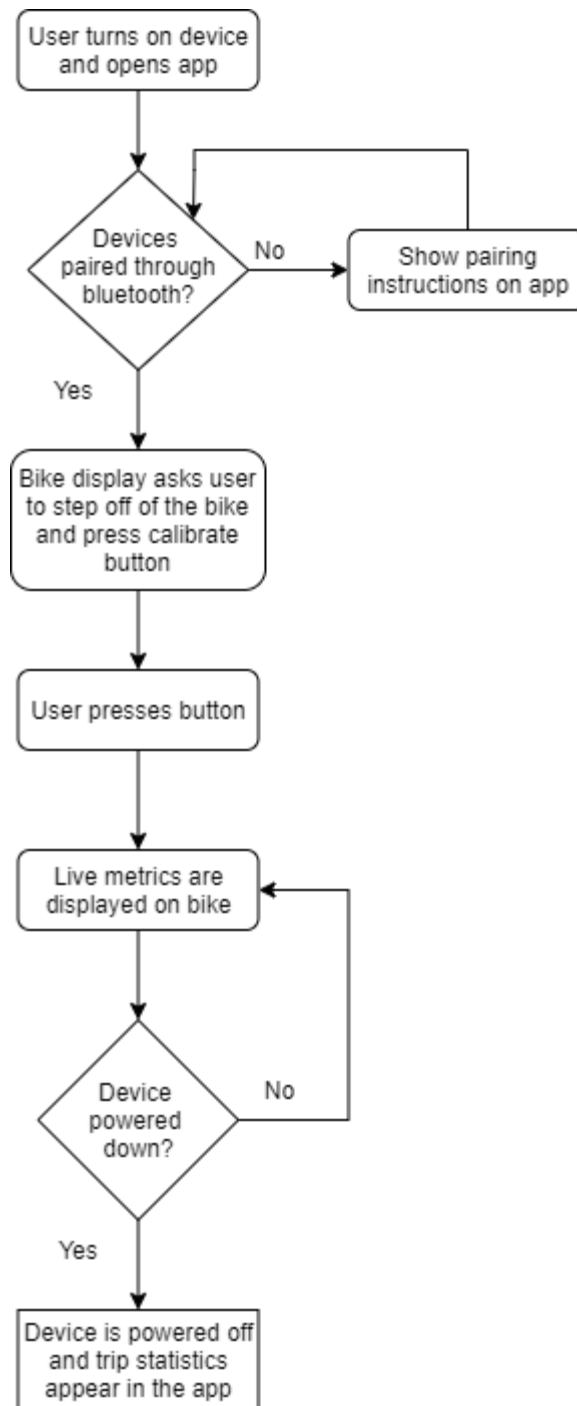 User turns on device
and opens app
Devices
paired through
bluetooth?
No
Show pairing
instructions on app
Yes
Bike display asks user
to step off of the bike
and press calibrate
button
User presses button
Live metrics are
displayed on bike
Device
powered
down?
No
Yes
Device is powered off
and trip statistics
appear in the app